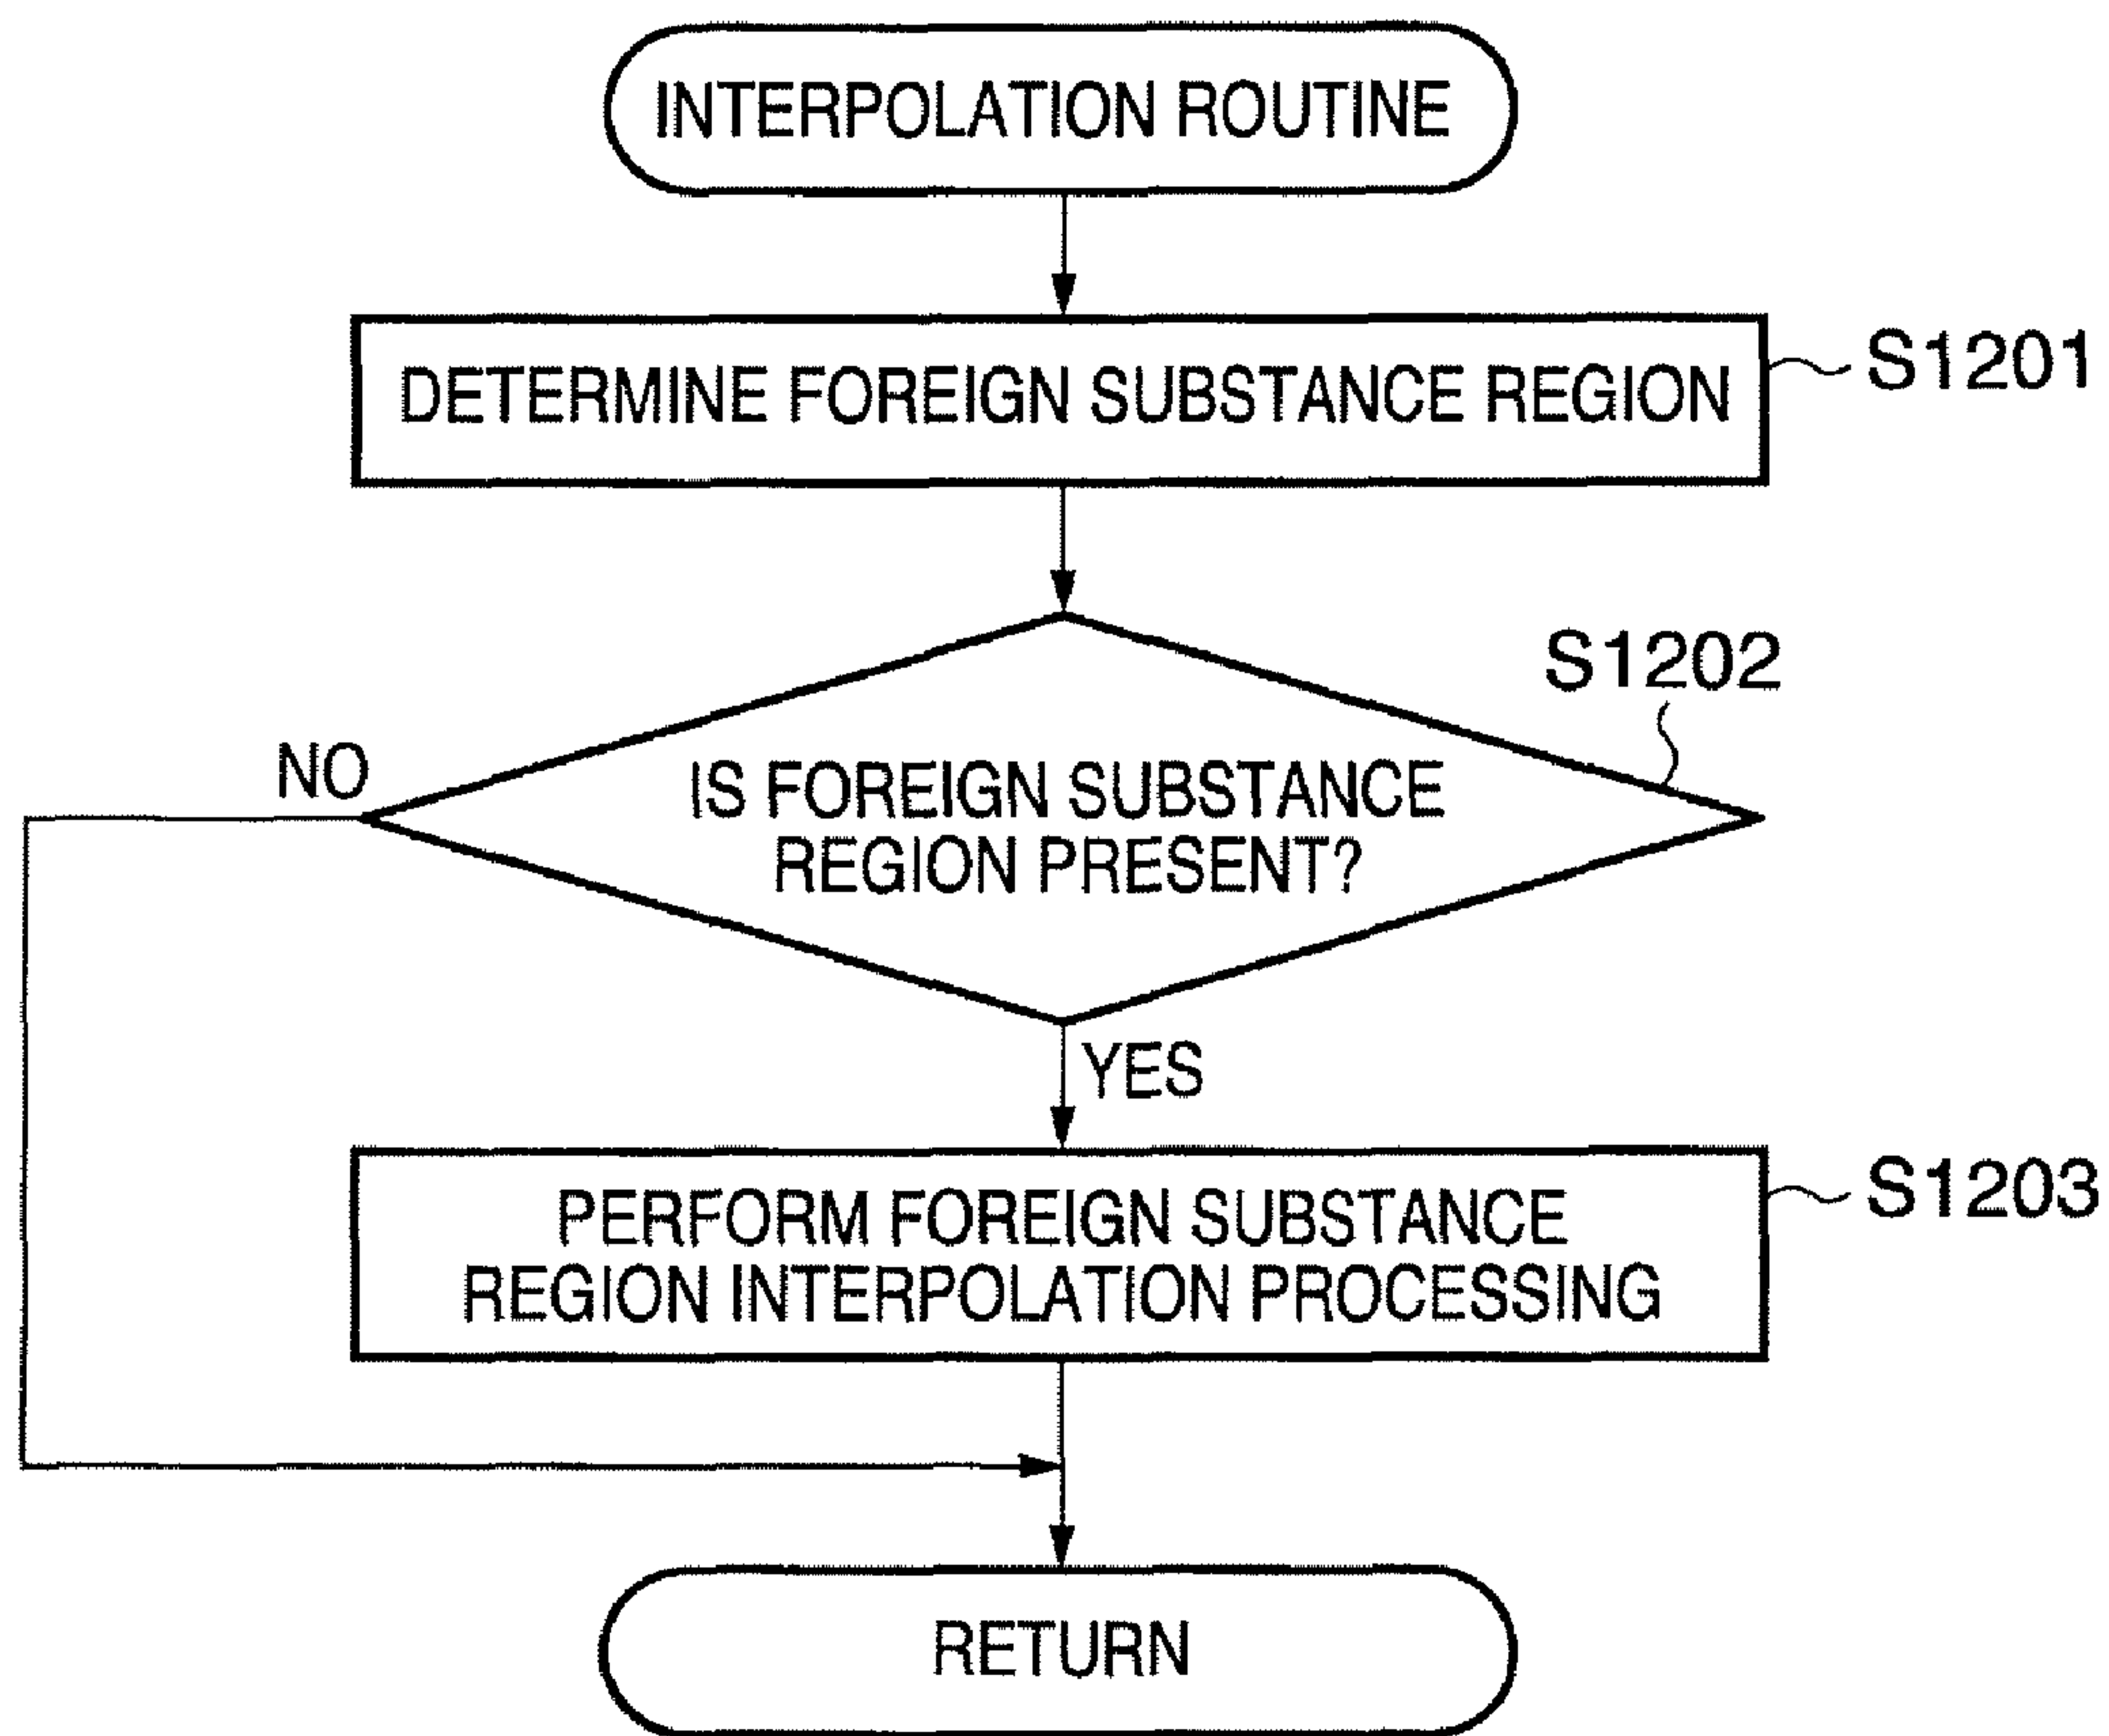 INTERPOLATION ROUTINE
DETERMINE FOREIGN SUBSTANCE REGION
S1201
S1202
NO
IS FOREIGN SUBSTANCE
REGION PRESENT?
YES
PERFORM FOREIGN SUBSTANCE
REGION INTERPOLATION PROCESSING
S1203
RETURN